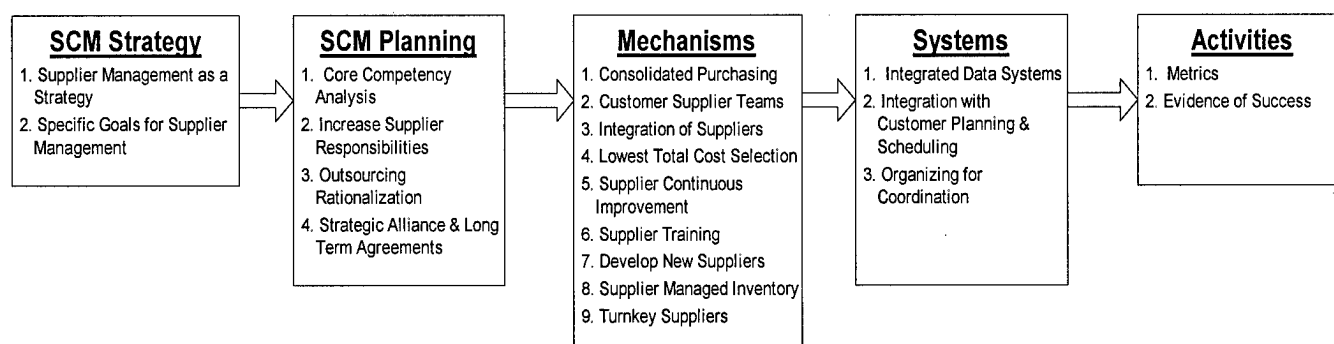 SCM Strategy
1. Supplier Management as a
Strategy
2. Specific Goals for Supplier
Management
SCM Planning
1. Core Competency
Analysis
2. Increase Supplier
Responsibilities
3. Outsourcing
Rationalization
4. Strategic Alliance & Long
Term Agreements
Mechanisms
1. Consolidated Purchasing
2. Customer Supplier Teams
3. Integration of Suppliers
4. Lowest Total Cost Selection
5. Supplier Continuous
Improvement
6. Supplier Training
7. Develop New Suppliers
8. Supplier Managed Inventory
9. Turnkey Suppliers
Systems
1. Integrated Data Systems
2. Integration with
Customer Planning &
Scheduling
3. Organizing for
Coordination
Activities
1. Metrics
2. Evidence of Success